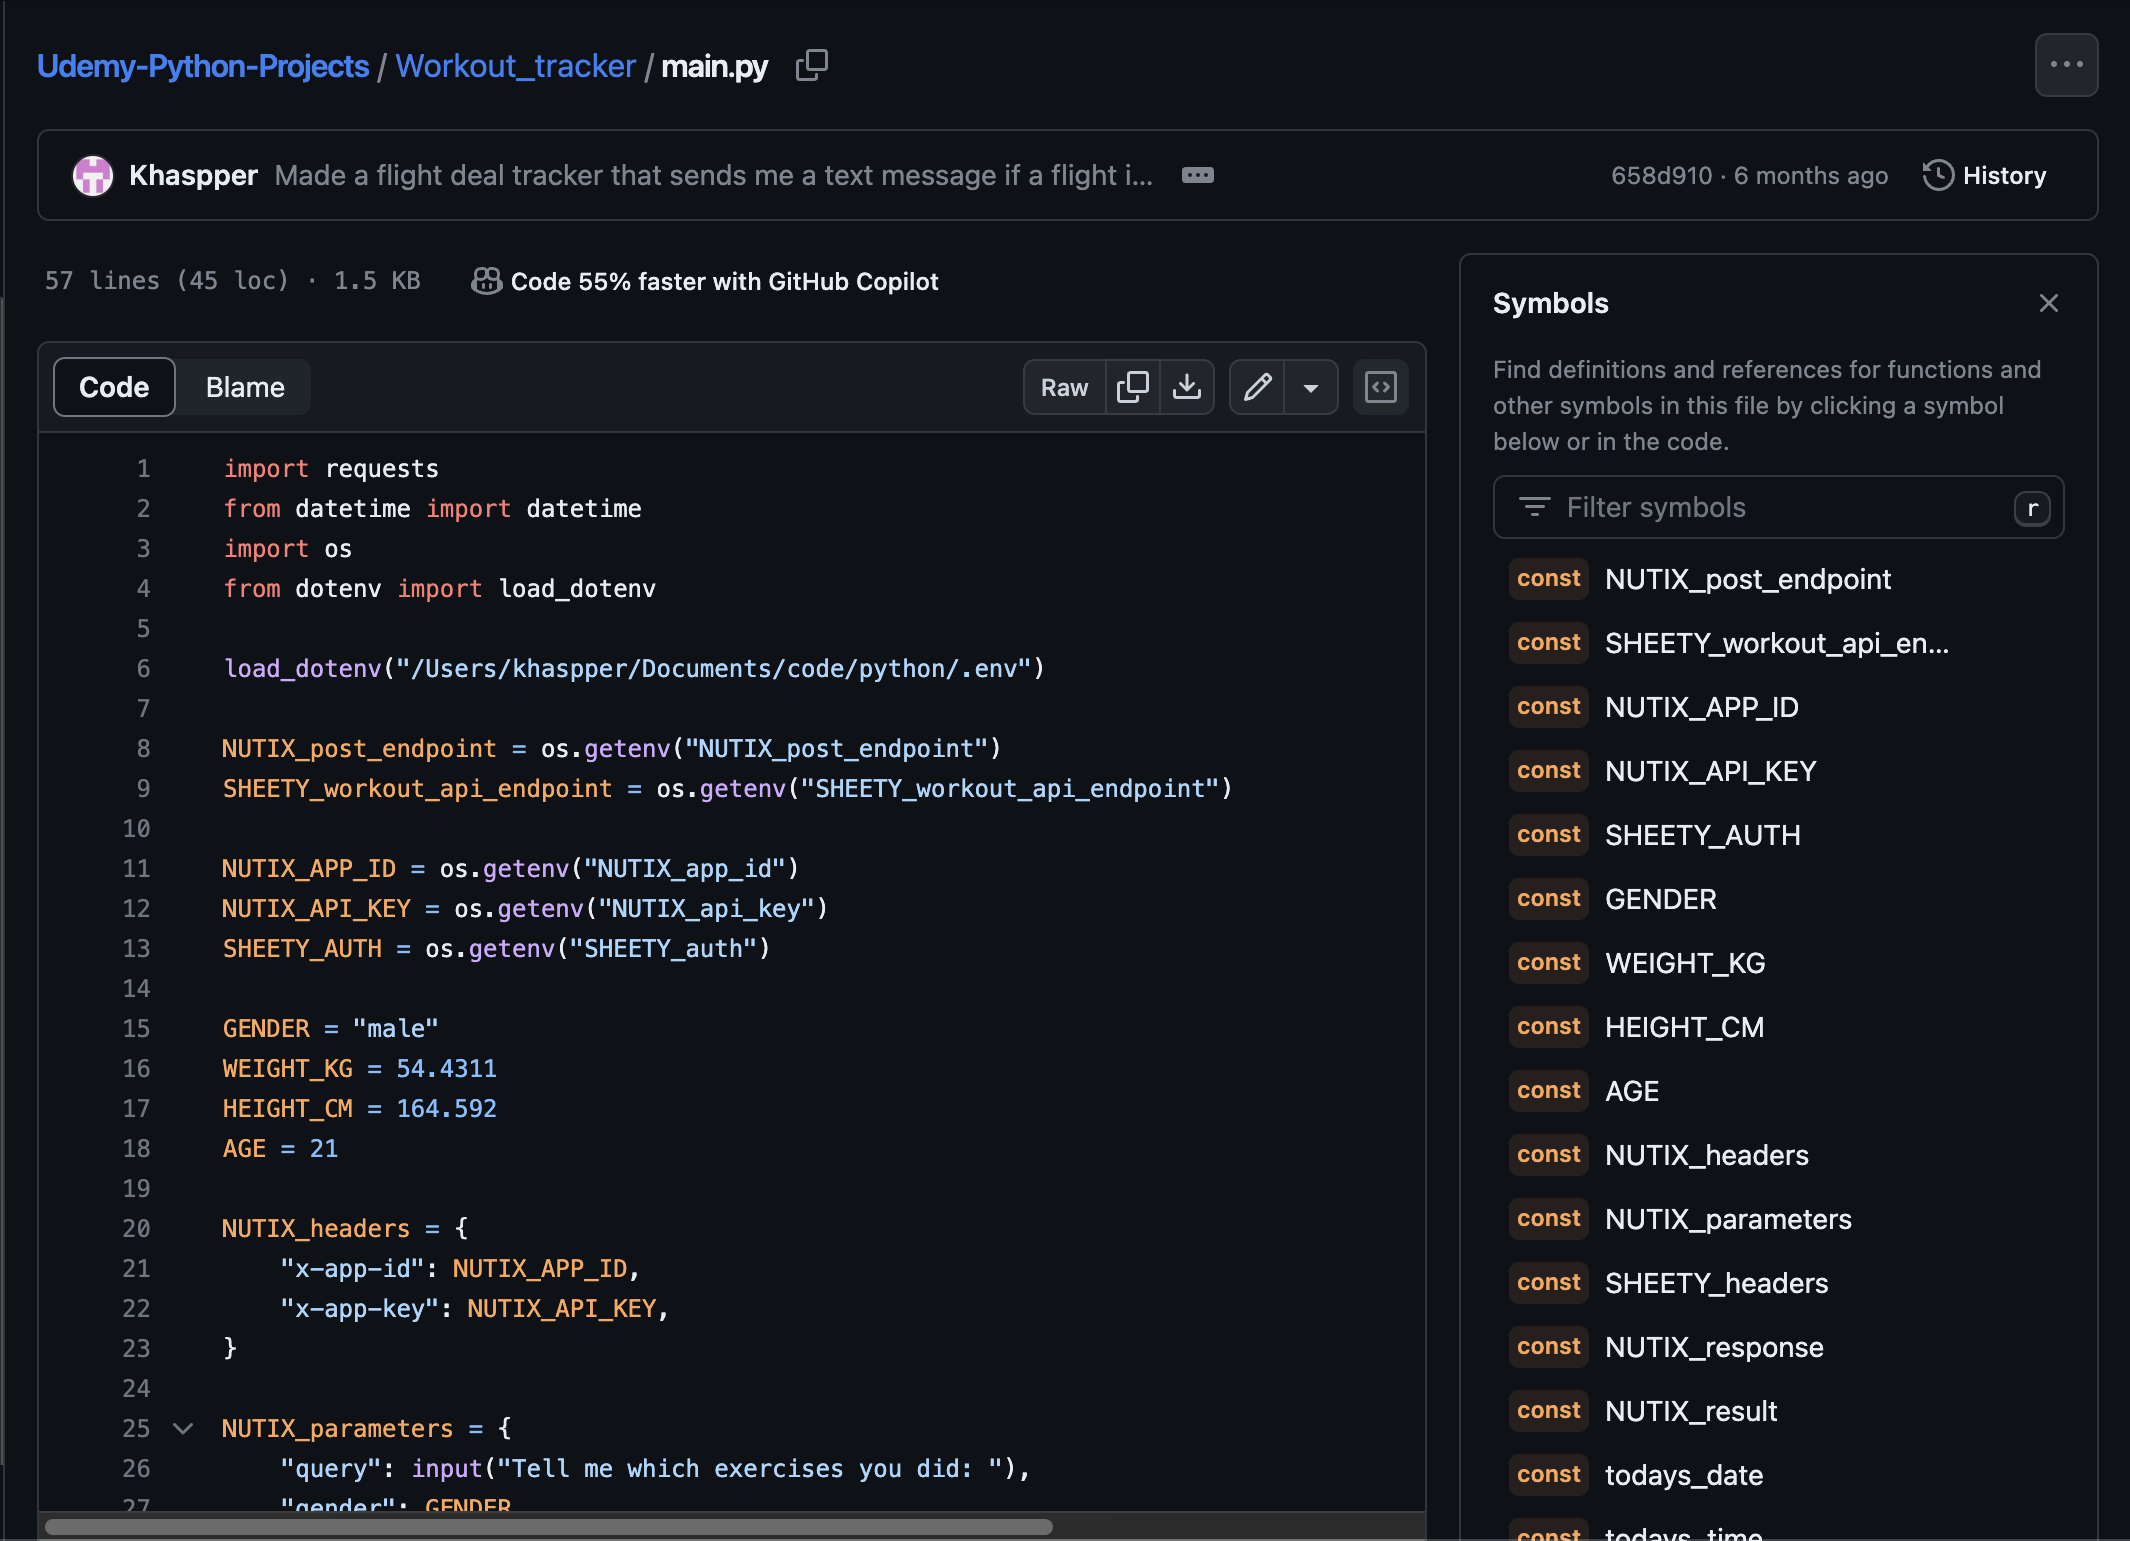 Udemy-Python-Projects / Workout_tracker / main.py
Khaspper Made a flight deal tracker that sends me a text message if a flight i...
658d910 · 6 months ago History
57 lines (45 loc) · 1.5 KB Code 55% faster with GitHub Copilot
Code Blame Raw
1 import requests
2 from datetime import datetime
3 import os
4 from dotenv import load_dotenv
5
6 load_dotenv("/Users/khaspper/Documents/code/python/.env")
7
8 NUTIX_post_endpoint = os.getenv("NUTIX_post_endpoint")
9 SHEETY_workout_api_endpoint = os.getenv("SHEETY_workout_api_endpoint")
10
11 NUTIX_APP_ID = os.getenv("NUTIX_app_id")
12 NUTIX_API_KEY = os.getenv("NUTIX_api_key")
13 SHEETY_AUTH = os.getenv("SHEETY_auth")
14
15 GENDER = "male"
16 WEIGHT_KG = 54.4311
17 HEIGHT_CM = 164.592
18 AGE = 21
19
20 NUTIX_headers = {
21     "x-app-id": NUTIX_APP_ID,
22     "x-app-key": NUTIX_API_KEY,
23 }
24
25 NUTIX_parameters = {
26     "query": input("Tell me which exercises you did: "),
27     "gender": GENDER
Symbols
Find definitions and references for functions and
other symbols in this file by clicking a symbol
below or in the code.
Filter symbols r
const NUTIX_post_endpoint
const SHEETY_workout_api_en...
const NUTIX_APP_ID
const NUTIX_API_KEY
const SHEETY_AUTH
const GENDER
const WEIGHT_KG
const HEIGHT_CM
const AGE
const NUTIX_headers
const NUTIX_parameters
const SHEETY_headers
const NUTIX_response
const NUTIX_result
const todays_date
const todays_time